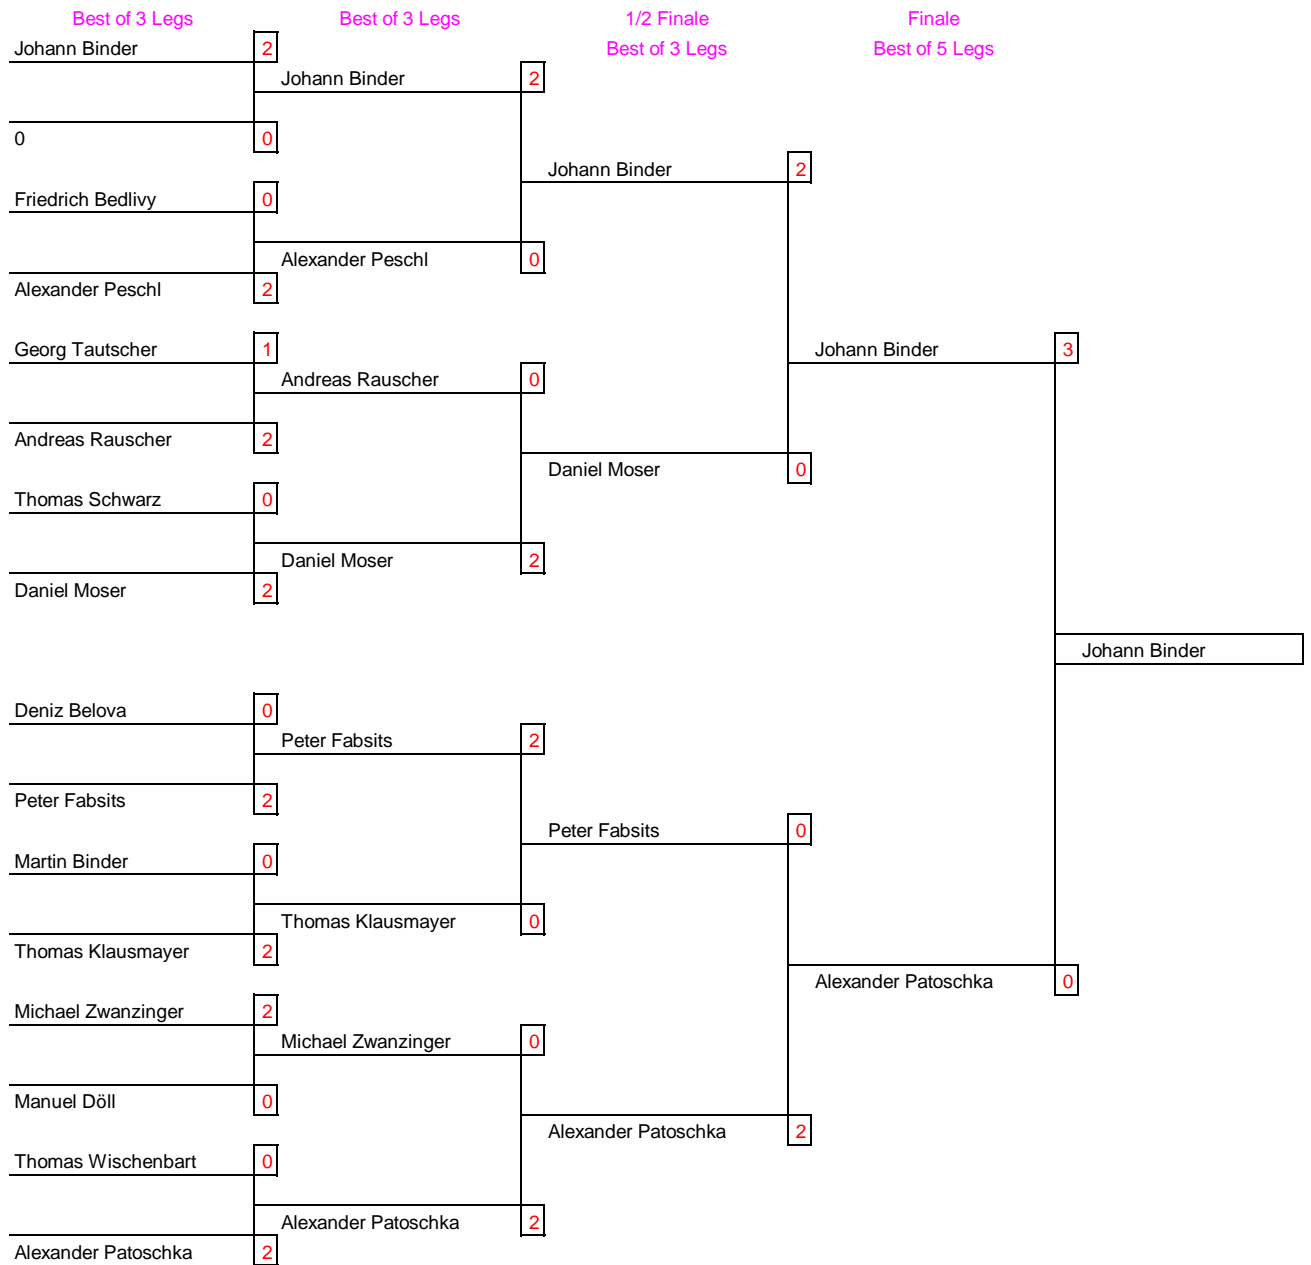 Best of 3 Legs Best of 3 Legs 1/2 Finale Finale
Johann Binder 2 Best of 3 Legs Best of 5 Legs
Johann Binder 2
0 0
Johann Binder 2
Friedrich Bedlivy 0
Alexander Peschl 0
Alexander Peschl 2
Georg Tautscher 1 Johann Binder 3
Andreas Rauscher 0
Andreas Rauscher 2
Daniel Moser 0
Thomas Schwarz 0
Daniel Moser 2
Daniel Moser 2
Johann Binder
Deniz Belova 0
Peter Fabsits 2
Peter Fabsits 2
Peter Fabsits 0
Martin Binder 0
Thomas Klausmayer 0
Thomas Klausmayer 2
Alexander Patoschka 0
Michael Zwanzinger 2
Michael Zwanzinger 0
Manuel Döll 0
Alexander Patoschka 2
Thomas Wischenbart 0
Alexander Patoschka 2
Alexander Patoschka 2